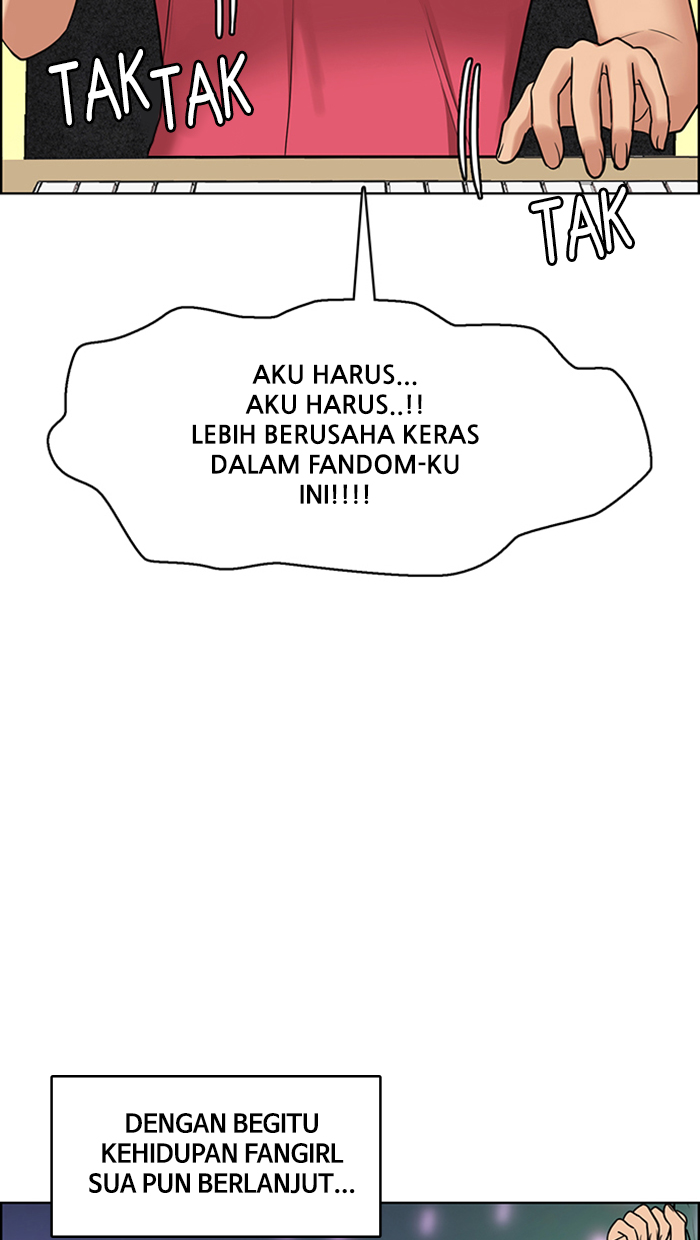 TAK TAK
TAK
AKU HARUS...
AKU HARUS..!!
LEBIH BERUSAHA KERAS
DALAM FANDOM-KU
INI!!!!
DENGAN BEGITU
KEHIDUPAN FANGIRL
SUA PUN BERLANJUT...